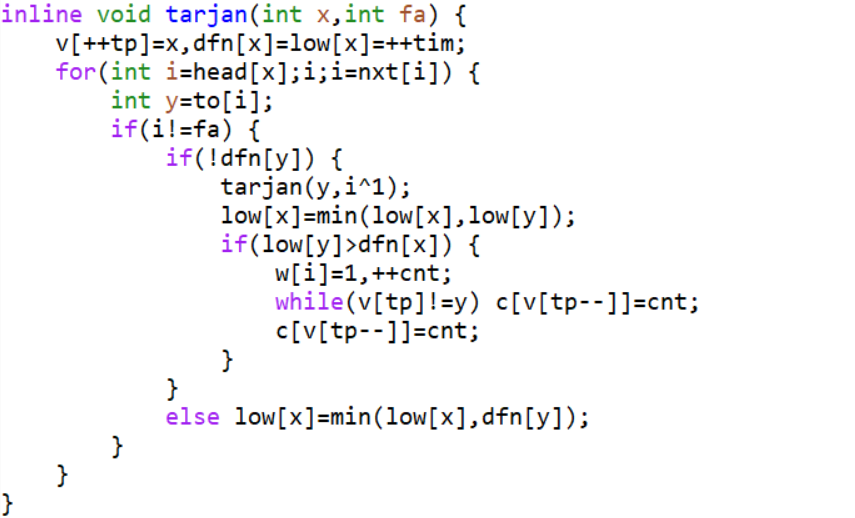 inline void tarjan(int x,int fa) {
    v[++tp]=x,dfn[x]=low[x]=++tim;
    for(int i=head[x];i;i=nxt[i]) {
        int y=to[i];
        if(i!=fa) {
            if(!dfn[y]) {
                tarjan(y,i^1);
                low[x]=min(low[x],low[y]);
                if(low[y]>dfn[x]) {
                    w[i]=1,++cnt;
                    while(v[tp]!=y) c[v[tp--]]=cnt;
                    c[v[tp--]]=cnt;
                }
            }
            else low[x]=min(low[x],dfn[y]);
        }
    }
}